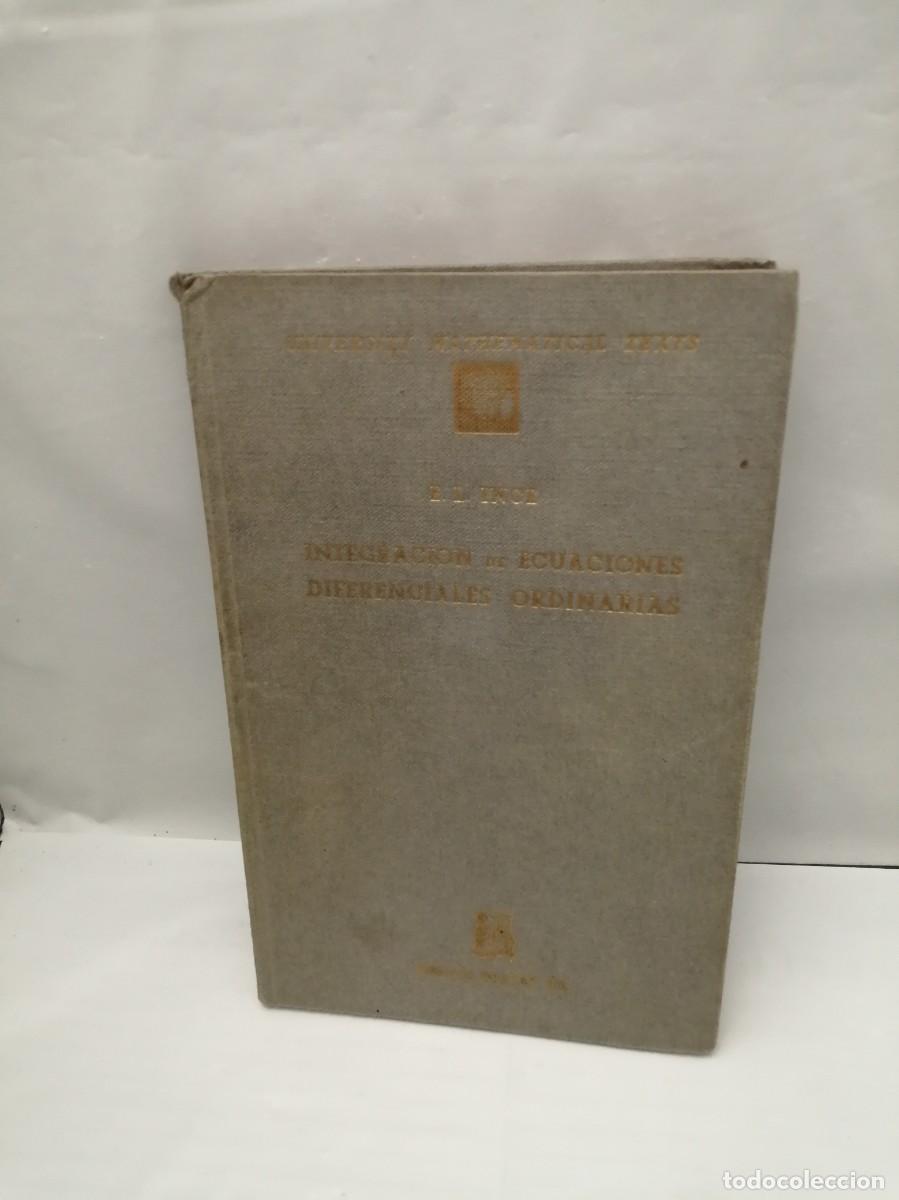 UNIVERSITY MATHEMATICAL TEXTS
E. L. INCE
INTEGRACION DE ECUACIONES
DIFERENCIALES ORDINARIAS
todocoleccion